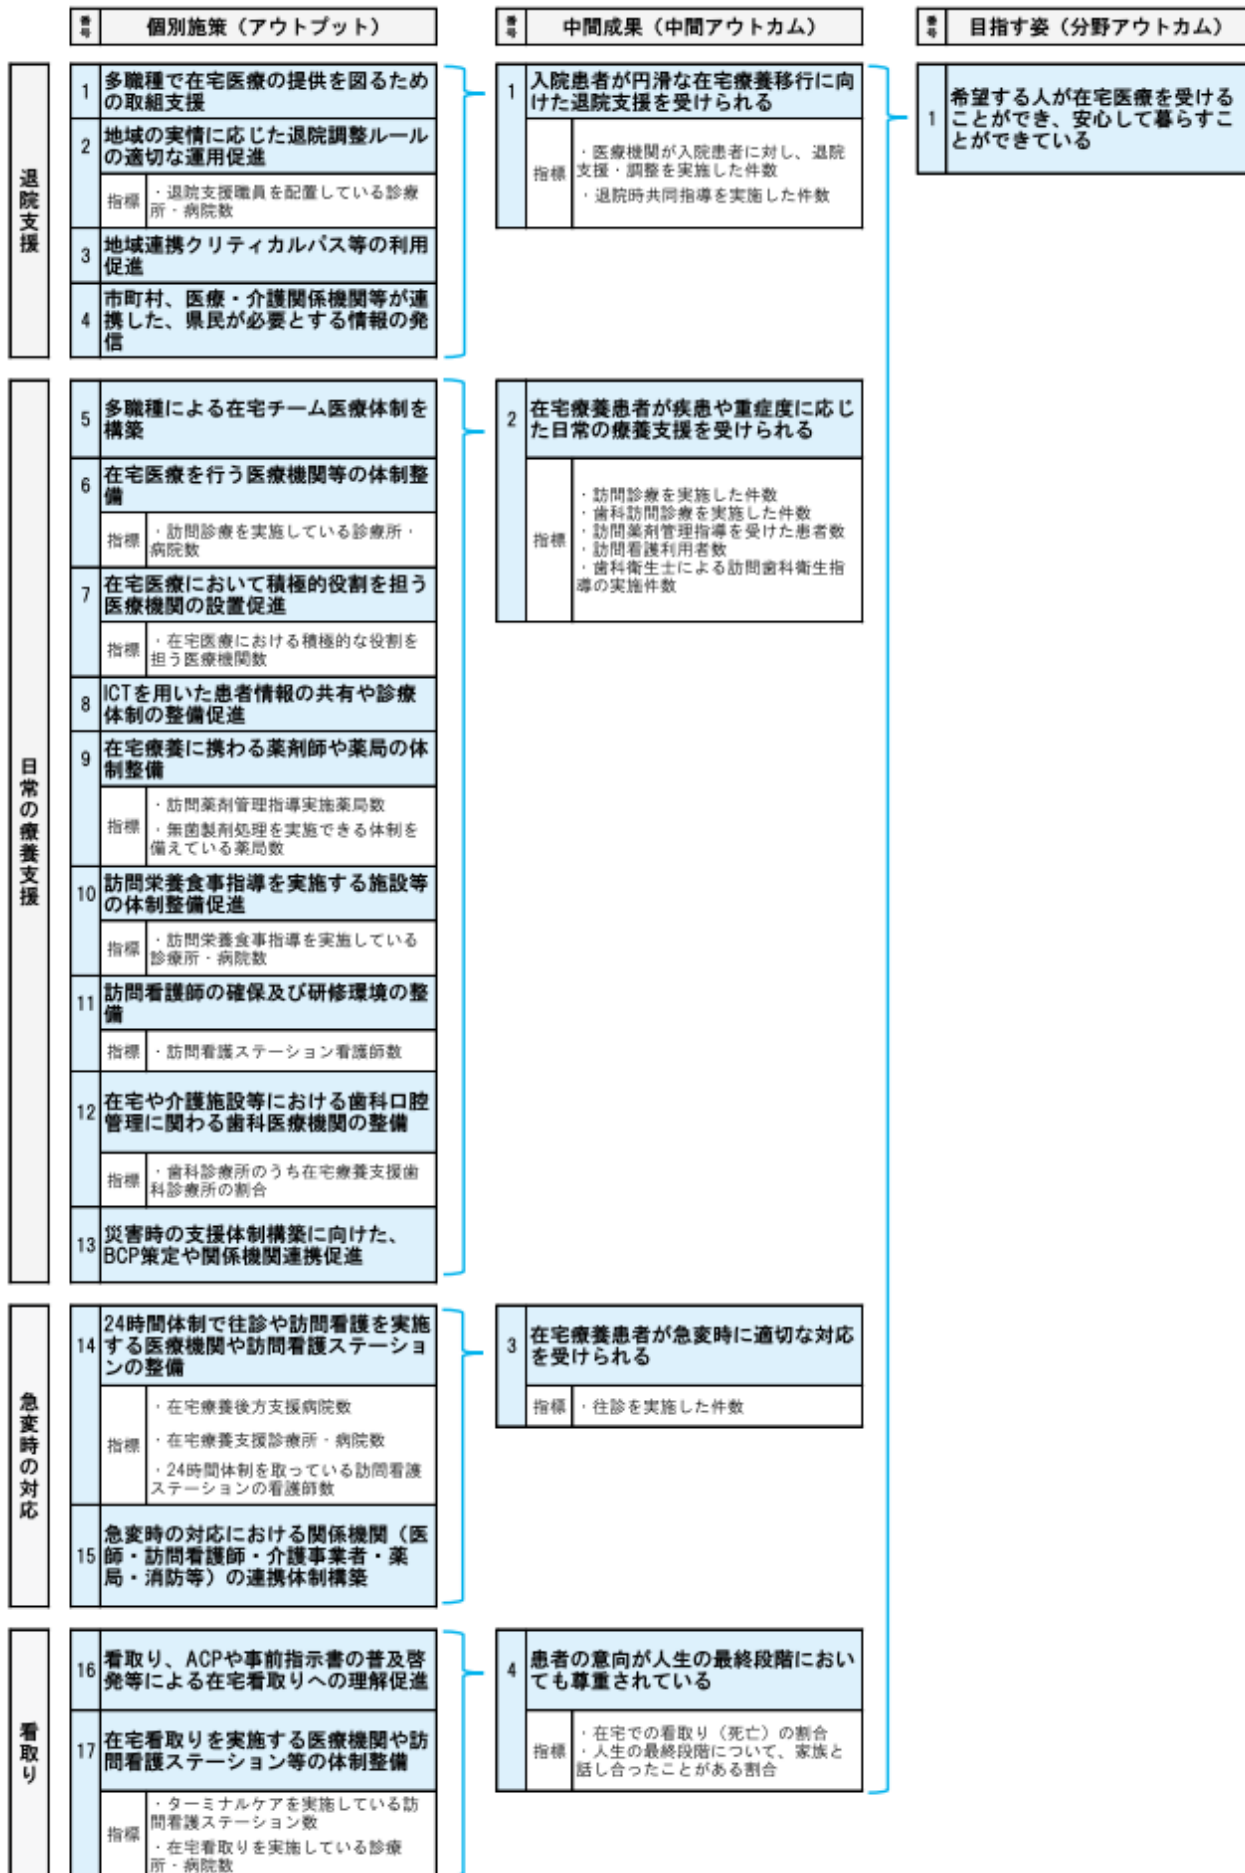 番号
個別施策（アウトプット）
番号
中間成果（中間アウトカム）
番号
目指す姿（分野アウトカム）
退院支援
1
多職種で在宅医療の提供を図るため
の取組支援
2
地域の実情に応じた退院調整ルール
の適切な運用促進
指標
・退院支援職員を配置している診療
所・病院数
3
地域連携クリティカルパス等の利用
促進
4
市町村、医療・介護関係機関等が連
携した、県民が必要とする情報の発
信
1
入院患者が円滑な在宅療養移行に向
けた退院支援を受けられる
指標
・医療機関が入院患者に対し、退院
支援・調整を実施した件数
・退院時共同指導を実施した件数
1
希望する人が在宅医療を受ける
ことができ、安心して暮らすこ
とができている
日常の療養支援
5
多職種による在宅チーム医療体制を
構築
6
在宅医療を行う医療機関等の体制整
備
指標
・訪問診療を実施している診療所・
病院数
7
在宅医療において積極的役割を担う
医療機関の設置促進
指標
・在宅医療における積極的な役割を
担う医療機関数
8
ICTを用いた患者情報の共有や診療
体制の整備促進
9
在宅療養に携わる薬剤師や薬局の体
制整備
指標
・訪問薬剤管理指導実施薬局数
・無菌製剤処理を実施できる体制を
備えている薬局数
10
訪問栄養食事指導を実施する施設等
の体制整備促進
指標
・訪問栄養食事指導を実施している
診療所・病院数
11
訪問看護師の確保及び研修環境の整
備
指標
・訪問看護ステーション看護師数
12
在宅や介護施設等における歯科口腔
管理に関わる歯科医療機関の整備
指標
・歯科診療所のうち在宅療養支援歯
科診療所の割合
13
災害時の支援体制構築に向けた、
BCP策定や関係機関連携促進
2
在宅療養患者が疾患や重症度に応じ
た日常の療養支援を受けられる
指標
・訪問診療を実施した件数
・歯科訪問診療を実施した件数
・訪問薬剤管理指導を受けた患者数
・訪問看護利用者数
・歯科衛生士による訪問歯科衛生指
導の実施件数
急変時の対応
14
24時間体制で往診や訪問看護を実施
する医療機関や訪問看護ステーショ
ンの整備
指標
・在宅療養後方支援病院数
・在宅療養支援診療所・病院数
・24時間体制を取っている訪問看護
ステーションの看護師数
15
急変時の対応における関係機関（医
師・訪問看護師・介護事業者・薬
局・消防等）の連携体制構築
3
在宅療養患者が急変時に適切な対応
を受けられる
指標
・往診を実施した件数
看取り
16
看取り、ACPや事前指示書の普及啓
発等による在宅看取りへの理解促進
17
在宅看取りを実施する医療機関や訪
問看護ステーション等の体制整備
指標
・ターミナルケアを実施している訪
問看護ステーション数
・在宅看取りを実施している診療
所・病院数
4
患者の意向が人生の最終段階におい
ても尊重されている
指標
・在宅での看取り（死亡）の割合
・人生の最終段階について、家族と
話し合ったことがある割合